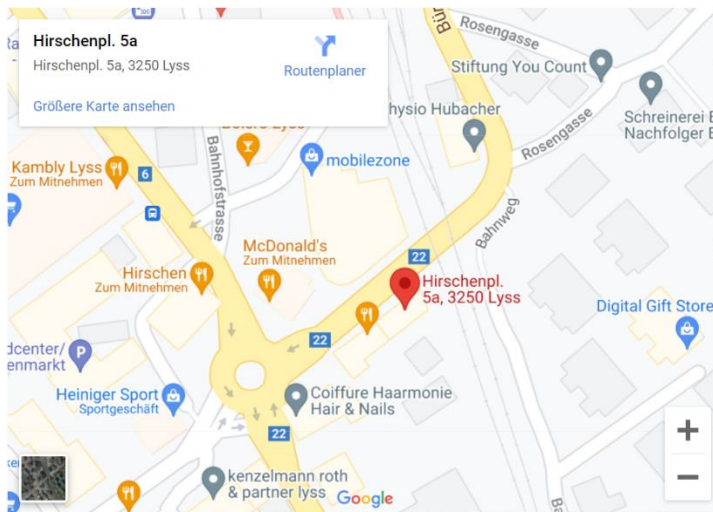 Hirschenpl. 5a
Hirschenpl. 5a, 3250 Lyss
Routenplaner
Größere Karte ansehen
Rosengasse
Stiftung You Count
Schreinerei
Nachfolger
Hubacher
Rosengasse
Lyss
mobilezone
Bahnhofstrasse
Kambly Lyss
Zum Mitnehmen
6
Bahnweg
McDonald's
Zum Mitnehmen
22
Hirschen
Zum Mitnehmen
Hirschenpl.
5a, 3250 Lyss
Digital Gift Store
22
P
Heiniger Sport
Sportgeschäft
Coiffure Haarmonie
Hair & Nails
22
kenzelmann roth
& partner lyss
Google